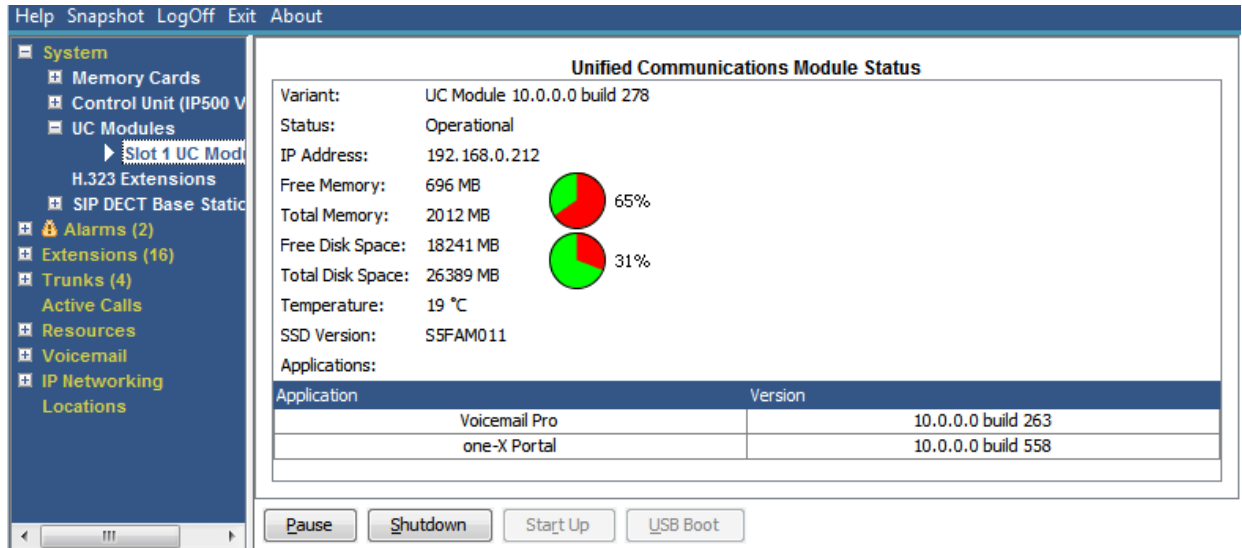 Help Snapshot LogOff Exit About
System
Memory Cards
Control Unit (IP500 V
UC Modules
Slot 1 UC Modu
H.323 Extensions
SIP DECT Base Static
Alarms (2)
Extensions (16)
Trunks (4)
Active Calls
Resources
Voicemail
IP Networking
Locations
Unified Communications Module Status
Variant: UC Module 10.0.0.0 build 278
Status: Operational
IP Address: 192.168.0.212
Free Memory: 696 MB
65%
Total Memory: 2012 MB
Free Disk Space: 18241 MB
31%
Total Disk Space: 26389 MB
Temperature: 19 °C
SSD Version: S5FAM011
Applications:
Application Version
Voicemail Pro 10.0.0.0 build 263
one-X Portal 10.0.0.0 build 558
Pause Shutdown Start Up USB Boot